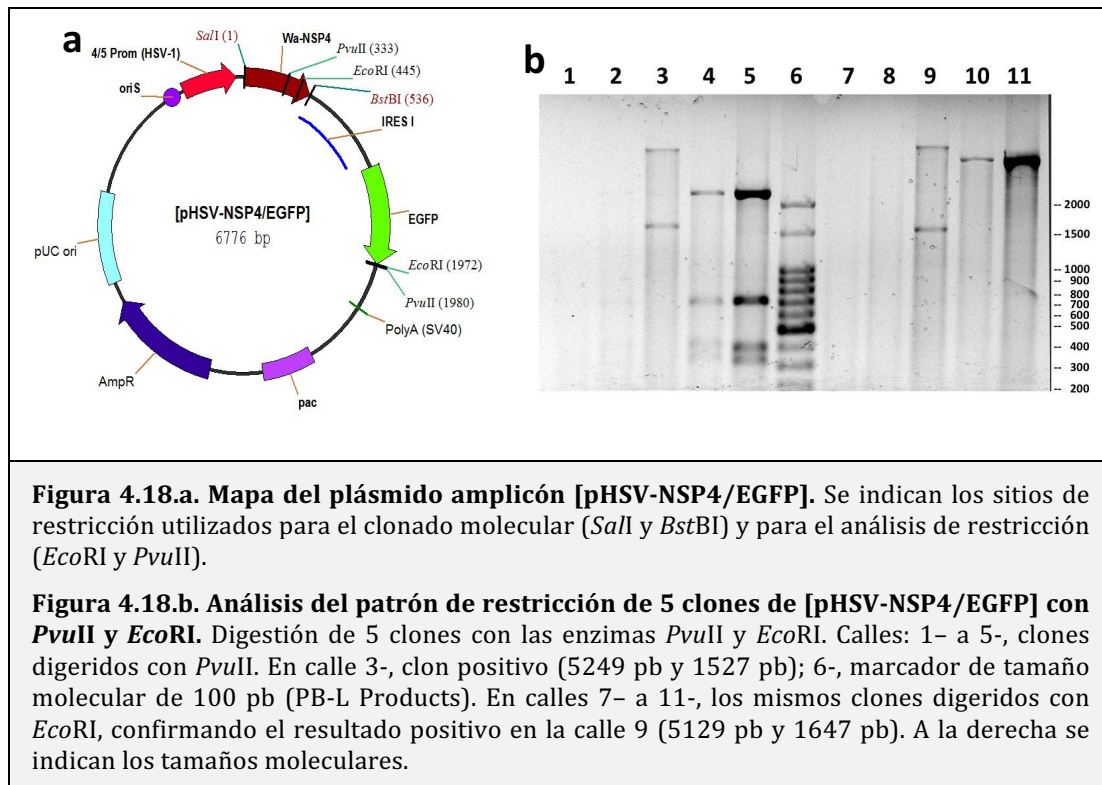 a
SalI (1)
Wa-NSP4
4/5 Prom (HSV-1)
PvuII (333)
EcoRI (445)
oriS
BstBI (536)
IRES I
[pHSV-NSP4/EGFP]
6776 bp
EGFP
pUC ori
EcoRI (1972)
PvuII (1980)
PolyA (SV40)
AmpR
pac
b
1 2 3 4 5 6 7 8 9 10 11
-- 2000
-- 1500
-- 1000
-- 900
-- 800
-- 700
-- 600
-- 500
-- 400
-- 300
-- 200
Figura 4.18.a. Mapa del plásmido amplicón [pHSV-NSP4/EGFP]. Se indican los sitios de
restricción utilizados para el clonado molecular (SalI y BstBI) y para el análisis de restricción
(EcoRI y PvuII).
Figura 4.18.b. Análisis del patrón de restricción de 5 clones de [pHSV-NSP4/EGFP] con
PvuII y EcoRI. Digestión de 5 clones con las enzimas PvuII y EcoRI. Calles: 1– a 5-, clones
digeridos con PvuII. En calle 3-, clon positivo (5249 pb y 1527 pb); 6-, marcador de tamaño
molecular de 100 pb (PB-L Products). En calles 7– a 11-, los mismos clones digeridos con
EcoRI, confirmando el resultado positivo en la calle 9 (5129 pb y 1647 pb). A la derecha se
indican los tamaños moleculares.